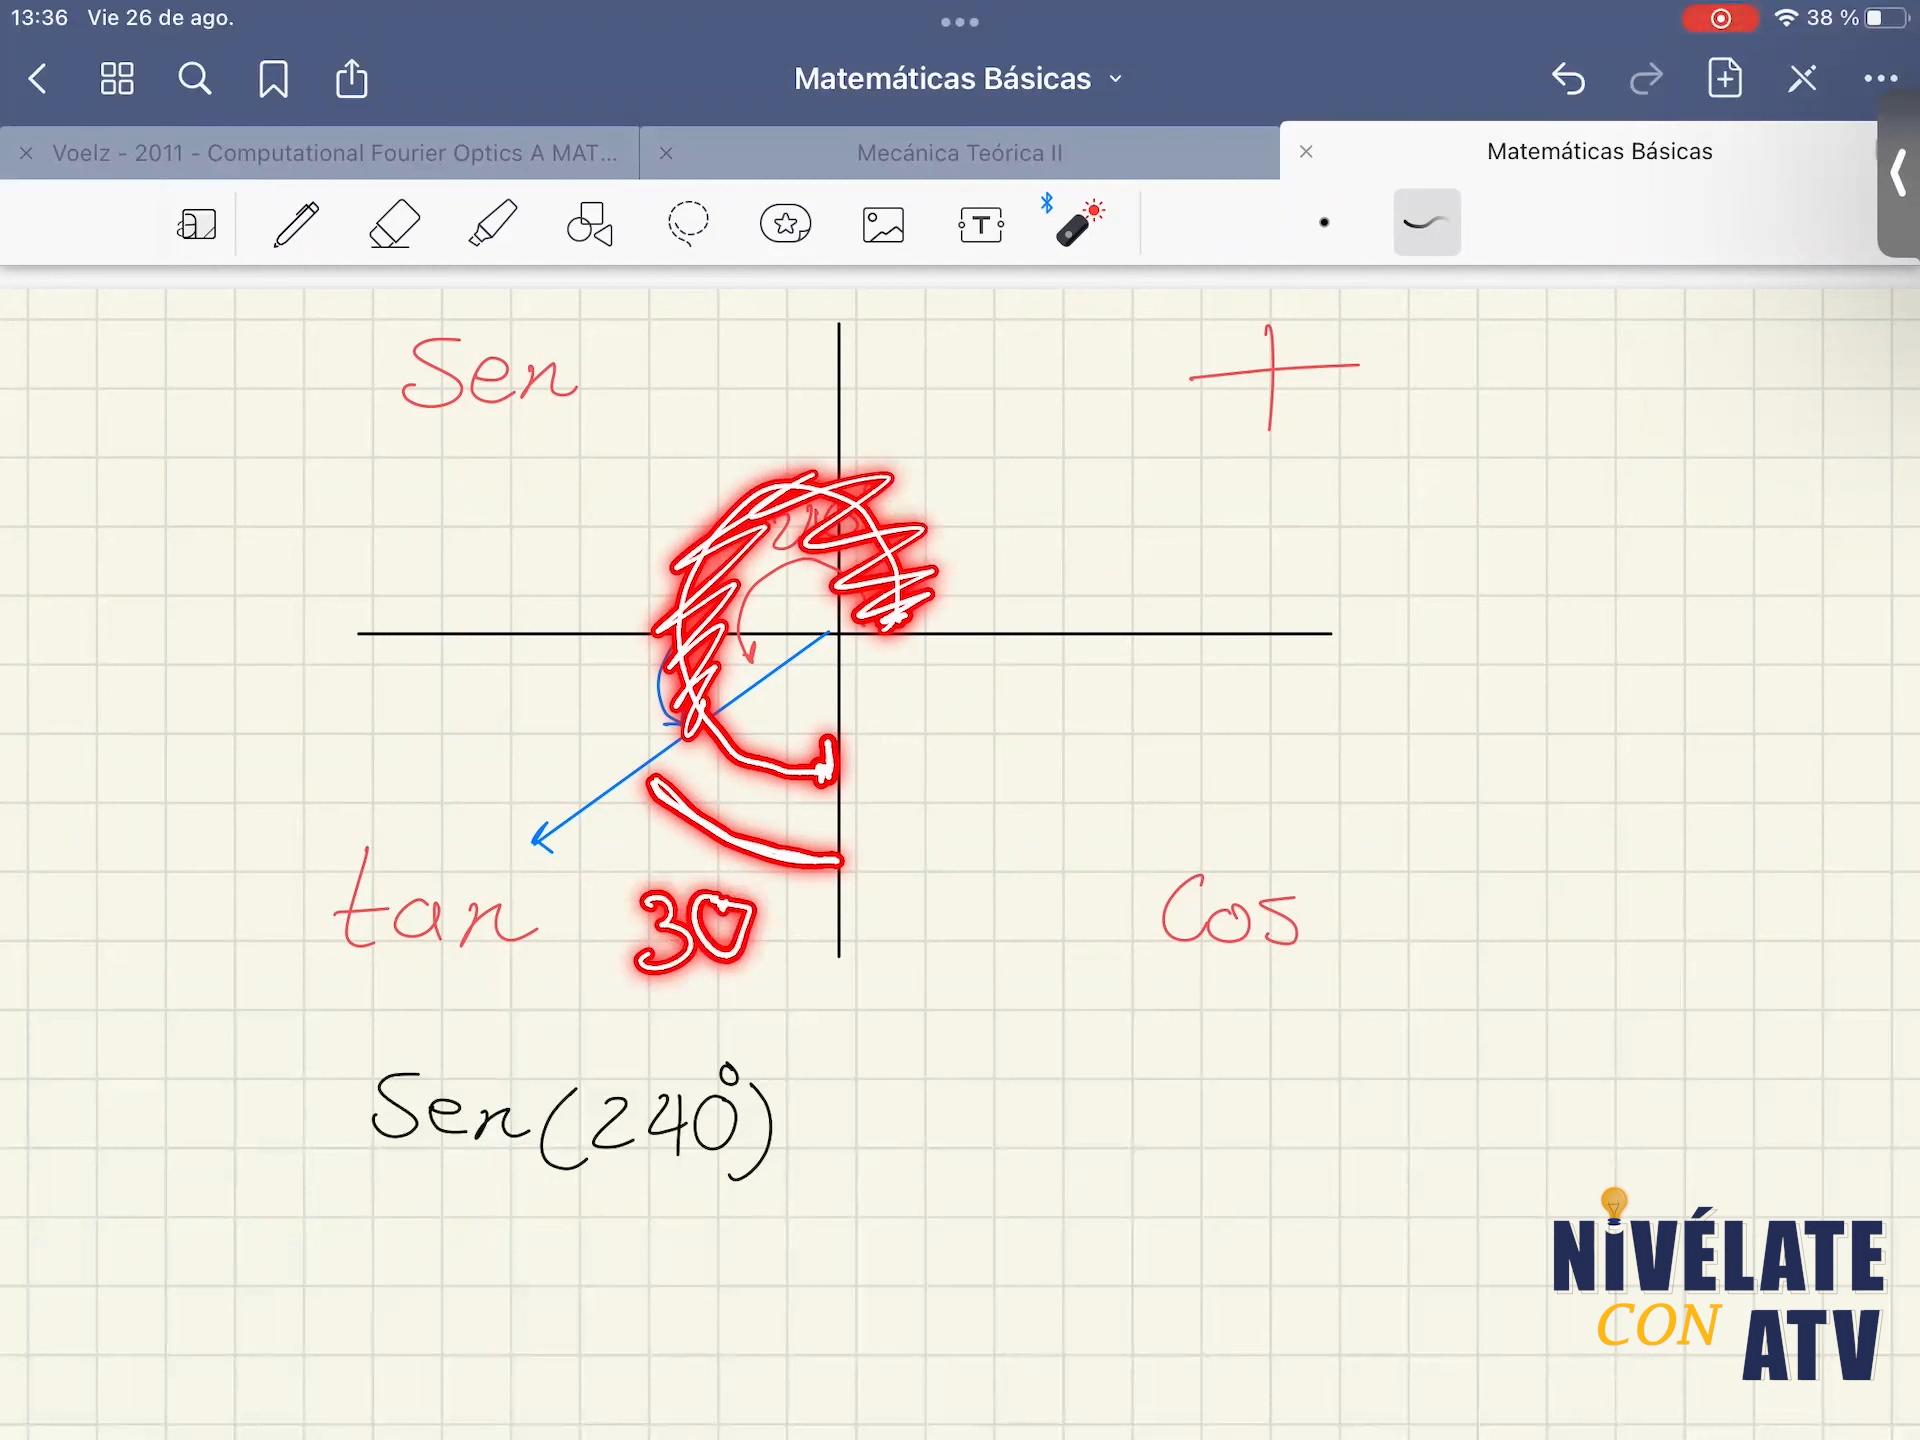 13:36 Vie 26 de ago.
38 %
Matemáticas Básicas
Voelz - 2011 - Computational Fourier Optics A MAT...
Mecánica Teórica II
Matemáticas Básicas
Sen
+
tan
30
Cos
Sen(240°)
NIVÉLATE
CON
ATV